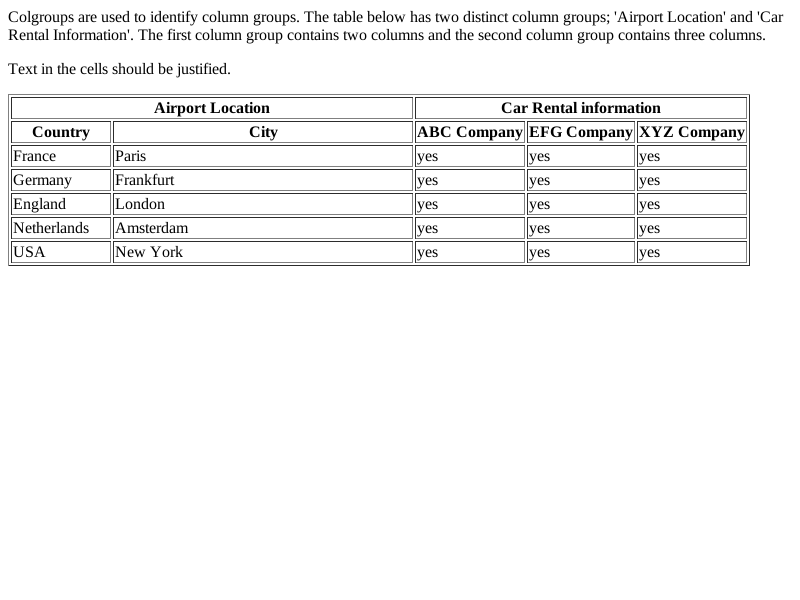 Colgroups are used to identify column groups. The table below has two distinct column groups; 'Airport Location' and 'Car
Rental Information'. The first column group contains two columns and the second column group contains three columns.
Text in the cells should be justified.
Airport Location Car Rental information
Country City ABC Company EFG Company XYZ Company
France Paris yes yes yes
Germany Frankfurt yes yes yes
England London yes yes yes
Netherlands Amsterdam yes yes yes
USA New York yes yes yes